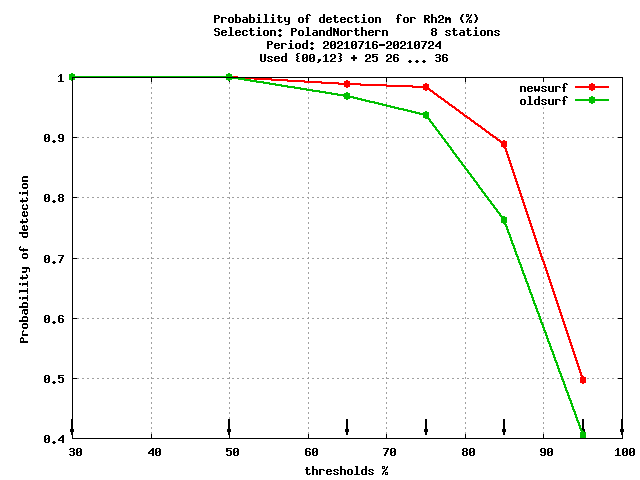 Probability of detection  for Rh2m (%)
Selection: PolandNorthern      8 stations
Period: 20210716-20210724
Used {00,12} + 25 26 ... 36
newsurf
oldsurf
Probability of detection
1
0.9
0.8
0.7
0.6
0.5
0.4
30 40 50 60 70 80 90 100
thresholds %